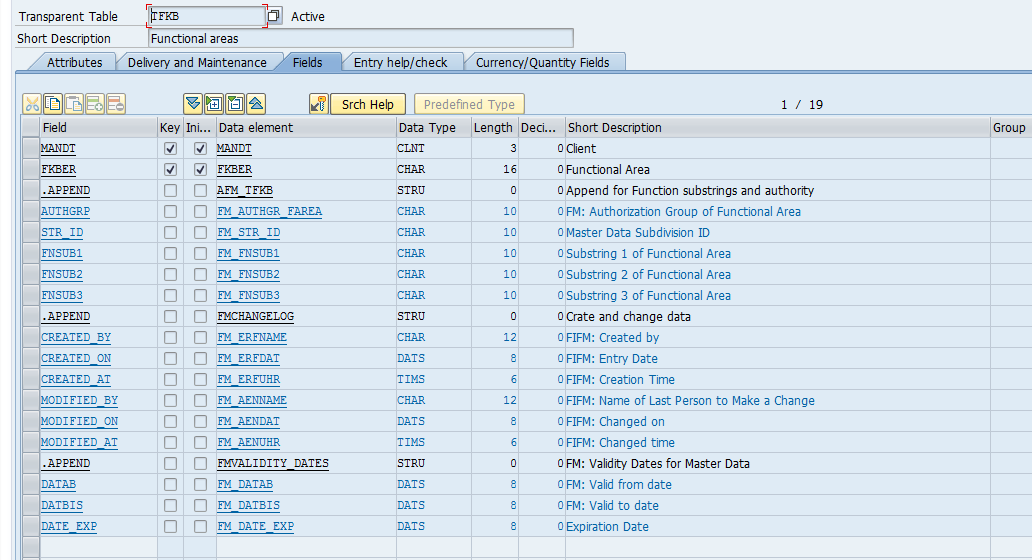 Transparent Table TFKB Active
Short Description Functional areas
Attributes Delivery and Maintenance Fields Entry help/check Currency/Quantity Fields
Srch Help Predefined Type 1 / 19
Field Key Ini... Data element Data Type Length Deci... Short Description Group
MANDT MANDT CLNT 3 0 Client
FKBER FKBER CHAR 16 0 Functional Area
.APPEND AFM_TFKB STRU 0 0 Append for Function substrings and authority
AUTHGRP FM_AUTHGR_FAREA CHAR 10 0 FM: Authorization Group of Functional Area
STR_ID FM_STR_ID CHAR 10 0 Master Data Subdivision ID
FNSUB1 FM_FNSUB1 CHAR 10 0 Substring 1 of Functional Area
FNSUB2 FM_FNSUB2 CHAR 10 0 Substring 2 of Functional Area
FNSUB3 FM_FNSUB3 CHAR 10 0 Substring 3 of Functional Area
.APPEND FMCHANGELOG STRU 0 0 Crate and change data
CREATED_BY FM_ERFNAME CHAR 12 0 FIFM: Created by
CREATED_ON FM_ERFDAT DATS 8 0 FIFM: Entry Date
CREATED_AT FM_ERFUHR TIMS 6 0 FIFM: Creation Time
MODIFIED_BY FM_AENNAME CHAR 12 0 FIFM: Name of Last Person to Make a Change
MODIFIED_ON FM_AENDAT DATS 8 0 FIFM: Changed on
MODIFIED_AT FM_AENUHR TIMS 6 0 FIFM: Changed time
.APPEND FMVALIDITY_DATES STRU 0 0 FM: Validity Dates for Master Data
DATAB FM_DATAB DATS 8 0 FM: Valid from date
DATBIS FM_DATBIS DATS 8 0 FM: Valid to date
DATE_EXP FM_DATE_EXP DATS 8 0 Expiration Date